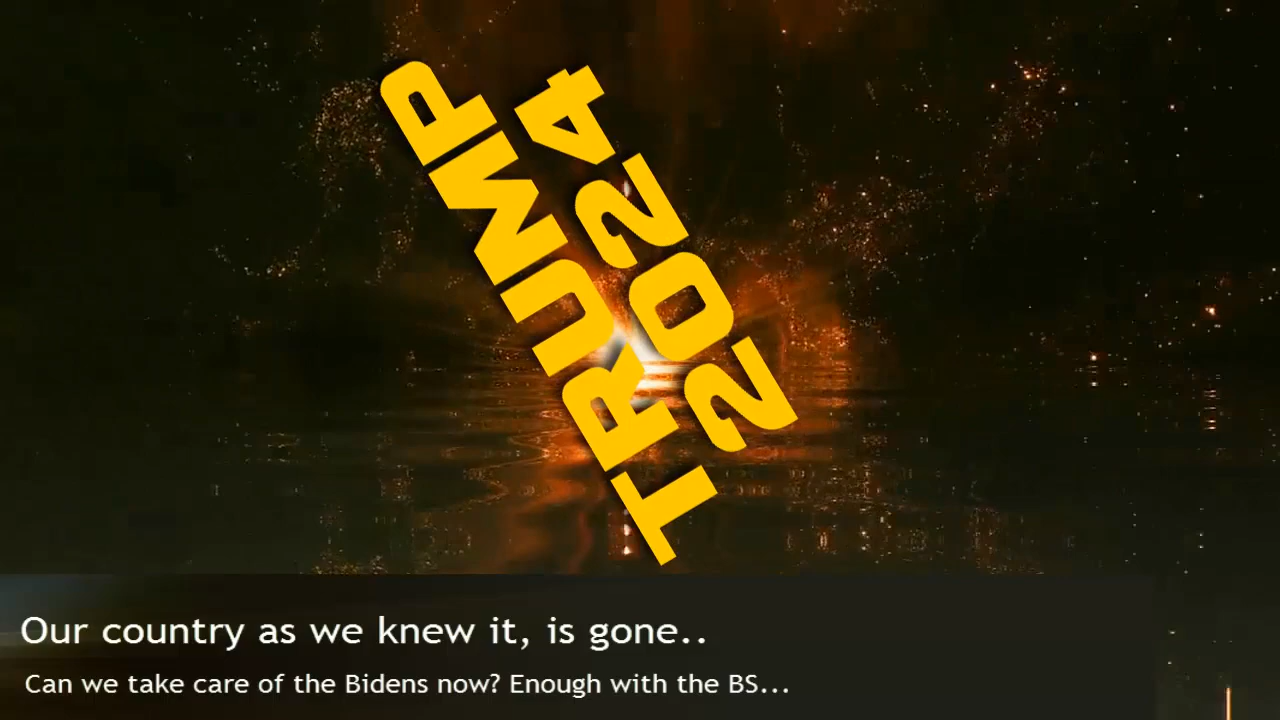 TRUMP
2024
Our country as we knew it, is gone..
Can we take care of the Bidens now? Enough with the BS...